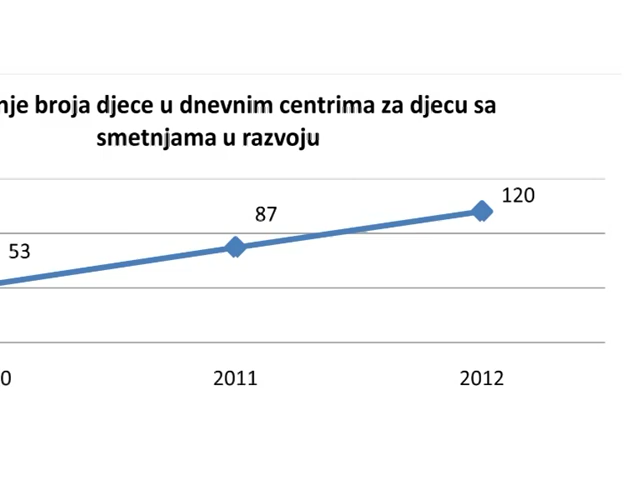 nje broja djece u dnevnim centrima za djecu sa
smetnjama u razvoju
120
87
53
0 2011 2012